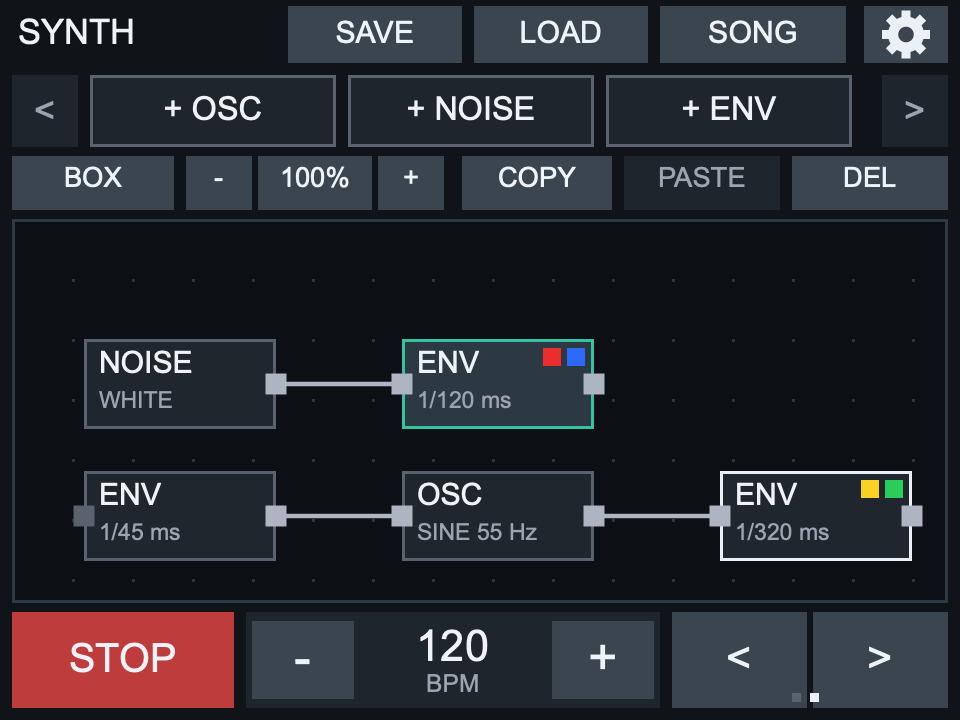 SYNTH SAVE LOAD SONG
< + OSC + NOISE + ENV >
BOX - 100% + COPY PASTE DEL
NOISE ENV
WHITE 1/120 ms
ENV OSC ENV
1/45 ms SINE 55 Hz 1/320 ms
STOP - 120 + < >
BPM